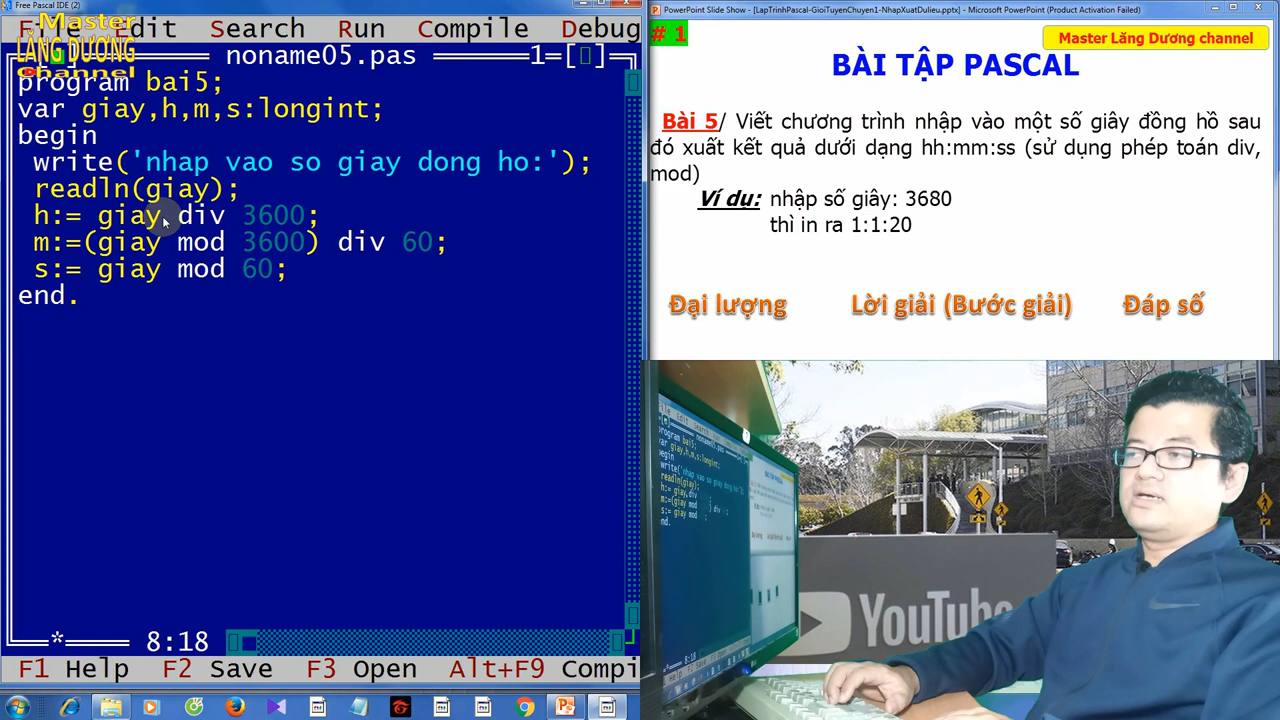 Free Pascal IDE (2)
File Edit Search Run Compile Debug
Master
LĂNG DƯƠNG
channel
noname05.pas 1=[ ]
program bai5;
var giay,h,m,s:longint;
begin
write('nhap vao so giay dong ho:');
readln(giay);
h:= giay div 3600;
m:=(giay mod 3600) div 60;
s:= giay mod 60;
end.
* 8:18
F1 Help F2 Save F3 Open Alt+F9 Compi
PowerPoint Slide Show - [LapTrinhPascal-GioiTuyenChuyen1-NhapXuatDulieu.pptx] - Microsoft PowerPoint (Product Activation Failed)
# 1
Master Lăng Dương channel
BÀI TẬP PASCAL
Bài 5/ Viết chương trình nhập vào một số giây đồng hồ sau
đó xuất kết quả dưới dạng hh:mm:ss (sử dụng phép toán div,
mod)
Ví dụ: nhập số giây: 3680
thì in ra 1:1:20
Đại lượng Lời giải (Bước giải) Đáp số
YouTube